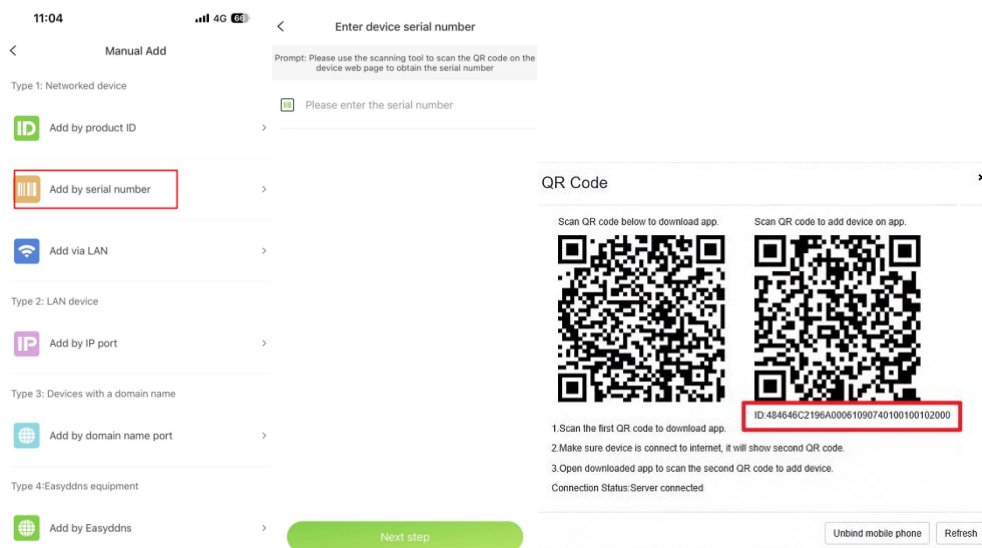 11:04
4G 66
Manual Add
Type 1: Networked device
Add by product ID
Add by serial number
Add via LAN
Type 2: LAN device
IP
Add by IP port
Type 3: Devices with a domain name
Add by domain name port
Type 4:Easyddns equipment
Add by Easyddns
Enter device serial number
Prompt: Please use the scanning tool to scan the QR code on the
device web page to obtain the serial number
Please enter the serial number
Next step
QR Code
Scan QR code below to download app.
Scan QR code to add device on app.
ID:484646C2196A00061090740100100102000
1.Scan the first QR code to download app.
2.Make sure device is connect to internet, it will show second QR code.
3.Open downloaded app to scan the second QR code to add device.
Connection Status:Server connected
Unbind mobile phone
Refresh